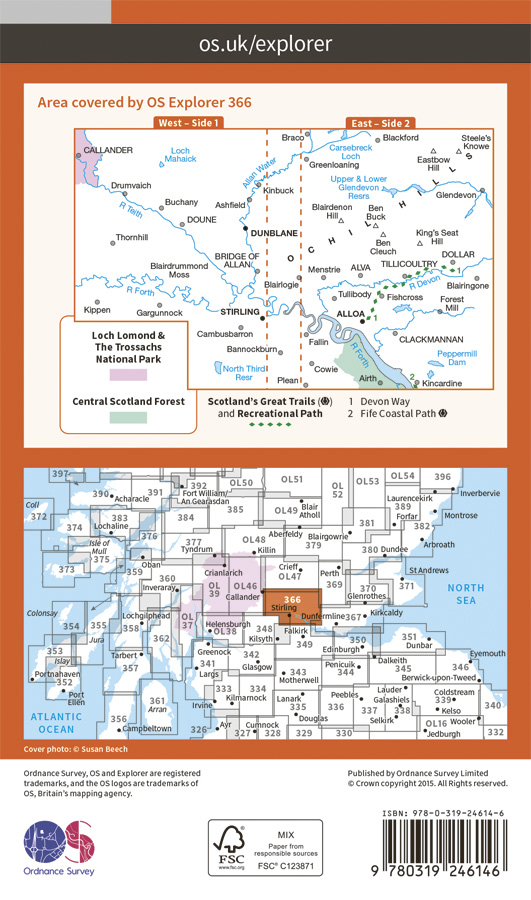 os.uk/explorer
Area covered by OS Explorer 366
West – Side 1
East – Side 2
CALLANDER
Loch
Mahaick
Braco
Blackford
Steele's
Knowe
Carsebreck
Loch
Eastbow
Hill
Allan Water
Greenloaning
Drumvaich
Kinbuck
Upper & Lower
Glendevon
Resrs
Glendevon
R Teith
Buchany
Ashfield
DOUNE
Blairdenon
Hill
Ben
Buck
DUNBLANE
OCHIL HILLS
King's Seat
Hill
Thornhill
Ben
Cleuch
BRIDGE OF
ALLAN
DOLLAR
Blairdrummond
Moss
Menstrie
ALVA
TILLICOULTRY
1
R Forth
Blairlogie
R Devon
Blairingone
Tullibody
Fishcross
Forest
Mill
Kippen
Gargunnock
STIRLING
ALLOA
1
Cambusbarron
Fallin
CLACKMANNAN
Loch Lomond &
The Trossachs
National Park
Bannockburn
R Forth
Peppermill
Dam
North Third
Resr
Cowie
Plean
Airth
2
Kincardine
Central Scotland Forest
Scotland's Great Trails ( )
and Recreational Path
1 Devon Way
2 Fife Coastal Path
397
392
OL50
OL51
OL53
OL54
396
OL
52
Coll
390
Acharacle
391
Fort William/
An Gearasdan
Inverbervie
372
Laurencekirk
389
374
383
Lochaline
384
385
OL49
Blair
Atholl
Forfar
Montrose
381
382
376
Isle of
Mull
377
Tyndrum
OL48
Aberfeldy
Blairgowrie
379
Arbroath
373
375
Oban
Killin
380
Dundee
359
Crianlarich
Crieff
OL47
Perth
St Andrews
360
Inveraray
OL
39
OL46
Callander
369
370
371
NORTH
SEA
366
Stirling
Glenrothes
Colonsay
354
355
Jura
Lochgilphead
358
OL
37
Helensburgh
OL38
Dunfermline
367
Kirkcaldy
348
Kilsyth
Falkirk
349
353
Islay
Tarbert
362
Greenock
350
Edinburgh
351
Dunbar
Eyemouth
357
341
Largs
342
Glasgow
Dalkeith
345
346
Portnahaven
352
Penicuik
344
Berwick-upon-Tweed
Port
Ellen
343
Motherwell
361
Arran
333
334
Kilmarnock
Lauder
Galashiels
Coldstream
339
Kelso
Lanark
335
Peebles
336
337
338
340
ATLANTIC
OCEAN
Irvine
Douglas
Selkirk
OL16
Wooler
356
Campbeltown
326
Ayr
327
Cumnock
328
329
330
Jedburgh
332
Cover photo: © Susan Beech
Ordnance Survey, OS and Explorer are registered
trademarks, and the OS logos are trademarks of
OS, Britain's mapping agency.
Published by Ordnance Survey Limited
© Crown copyright 2015. All rights reserved.
OS
Ordnance Survey
FSC
www.fsc.org
MIX
Paper from
responsible sources
FSC® C123871
ISBN: 978-0-319-24614-6
9 780319 246146